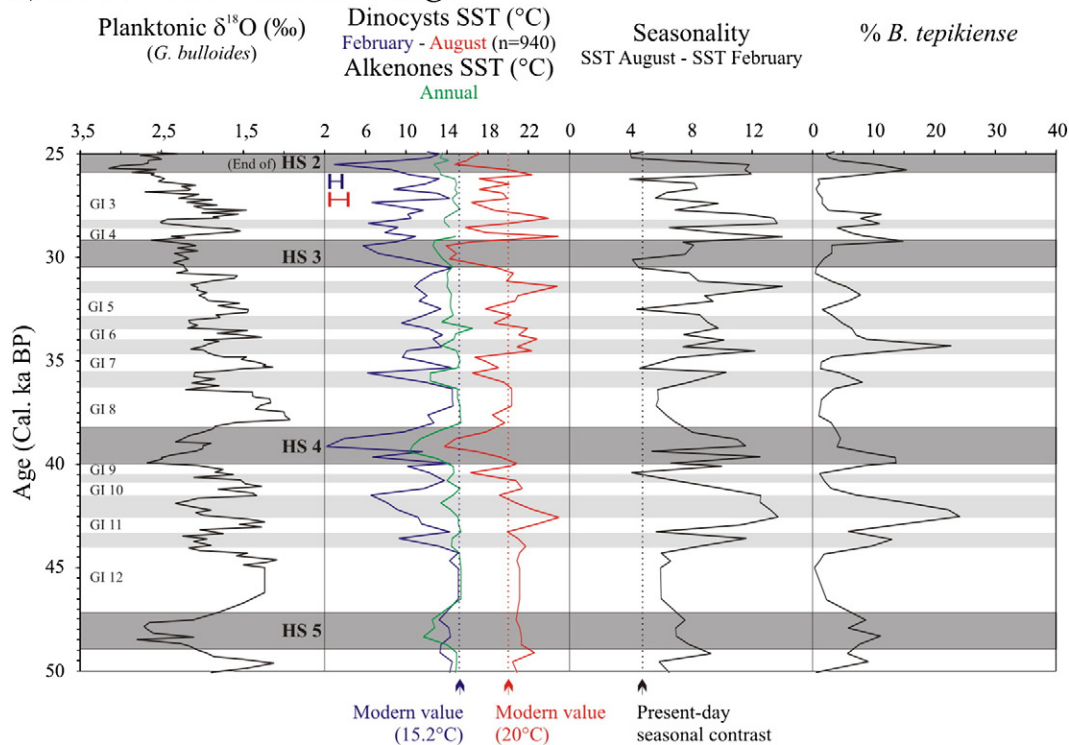 Planktonic δ¹⁸O (‰)
(G. bulloides)
Dinocysts SST (°C)
February - August (n=940)
Alkenones SST (°C)
Annual
Seasonality
SST August - SST February
% B. tepikiense
3,5 2,5 1,5 2 6 10 14 18 22 0 4 8 12 0 10 20 30 40
Age (Cal. ka BP)
25
30
35
40
45
50
(End of) HS 2
GI 3
GI 4
HS 3
GI 5
GI 6
GI 7
GI 8
HS 4
GI 9
GI 10
GI 11
GI 12
HS 5
Modern value
(15.2°C)
Modern value
(20°C)
Present-day
seasonal contrast